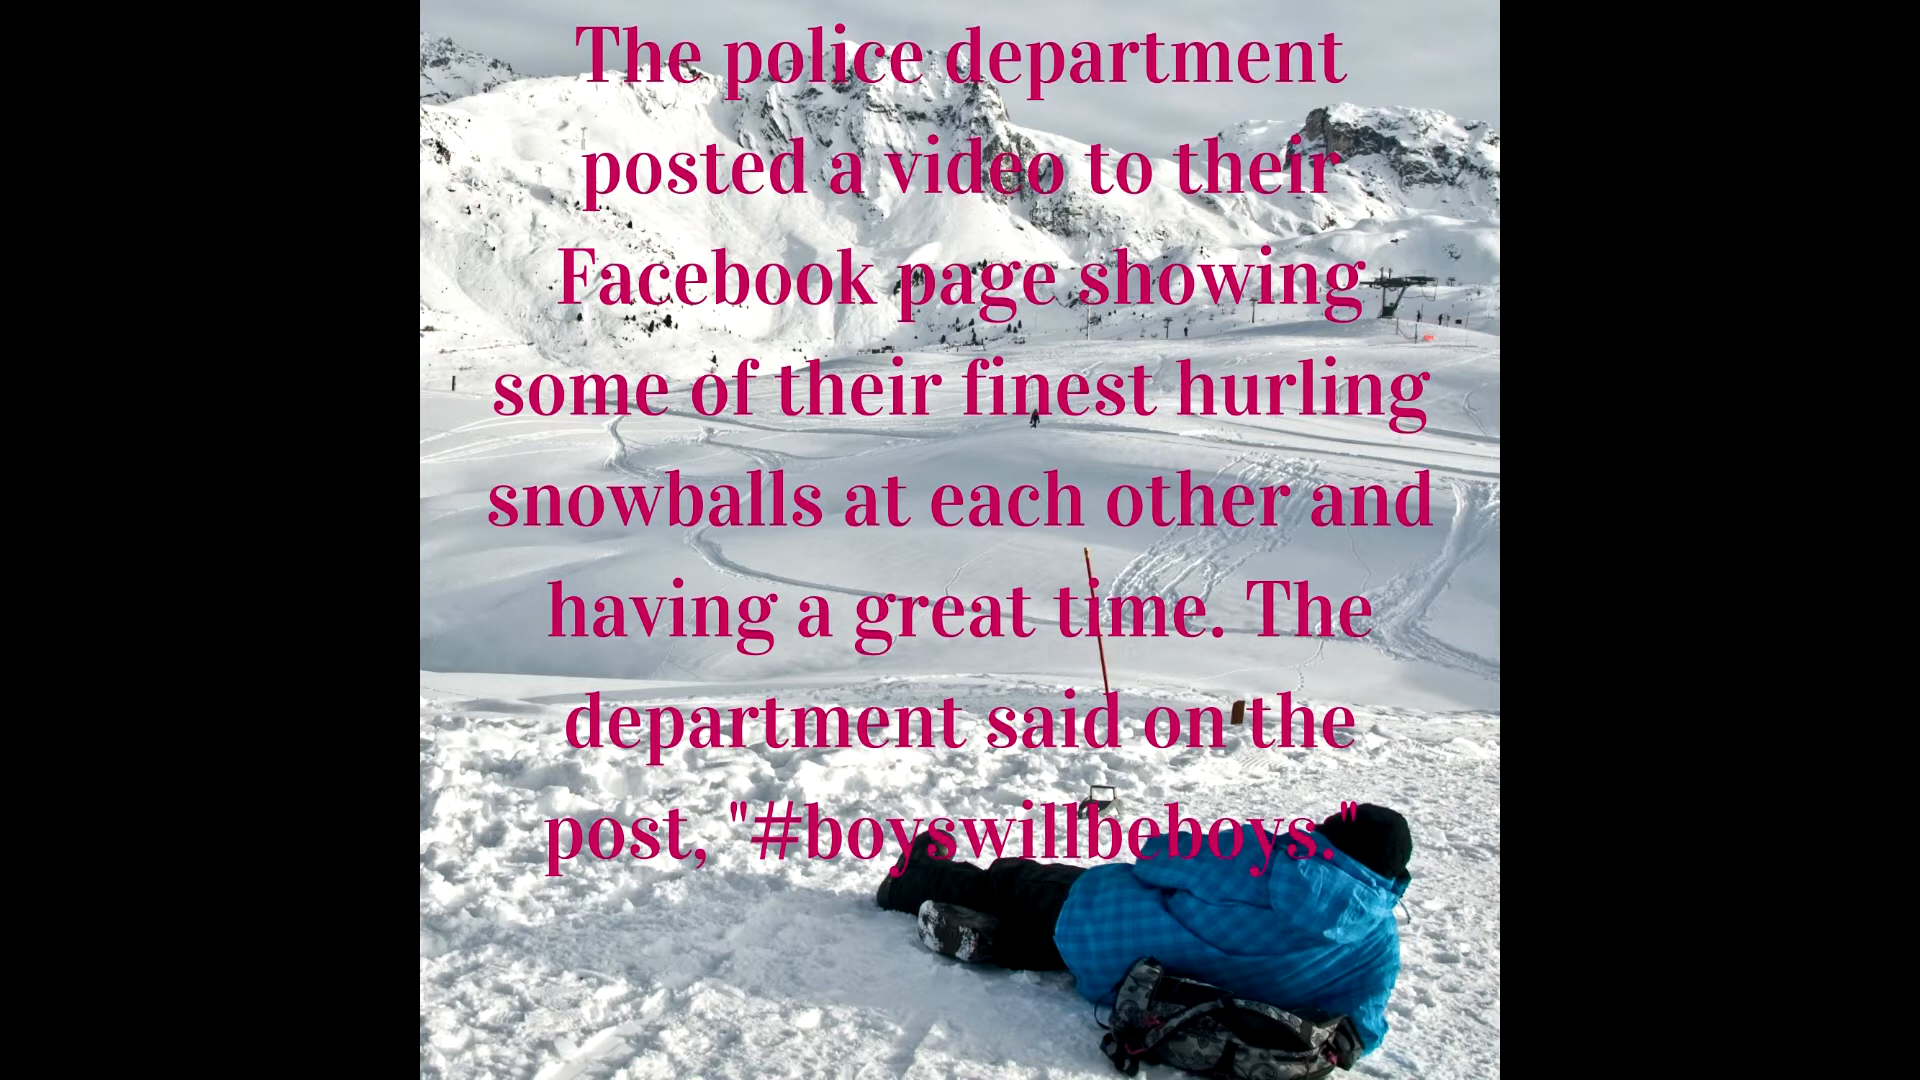 The police department
posted a video to their
Facebook page showing
some of their finest hurling
snowballs at each other and
having a great time. The
department said on the
post, "#boyswillbeboys."